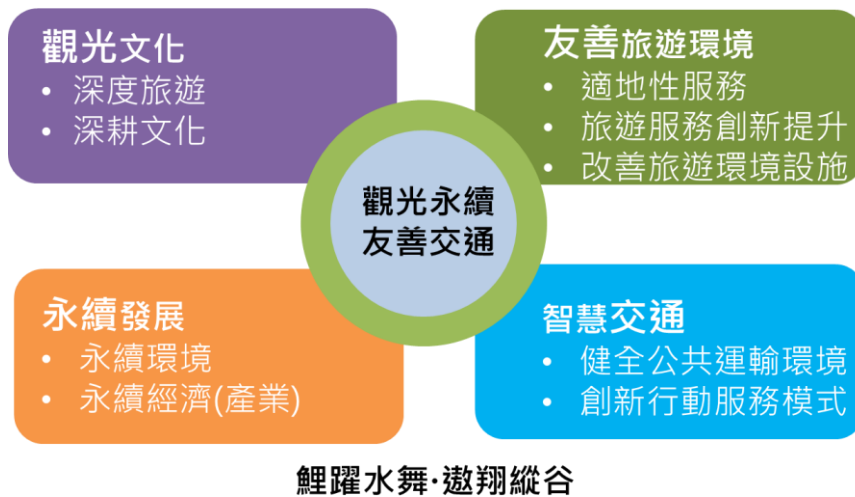 觀光文化
• 深度旅遊
• 深耕文化
友善旅遊環境
• 適地性服務
• 旅遊服務創新提升
• 改善旅遊環境設施
觀光永續
友善交通
永續發展
• 永續環境
• 永續經濟(產業)
智慧交通
• 健全公共運輸環境
• 創新行動服務模式
鯉躍水舞·遨翔縱谷